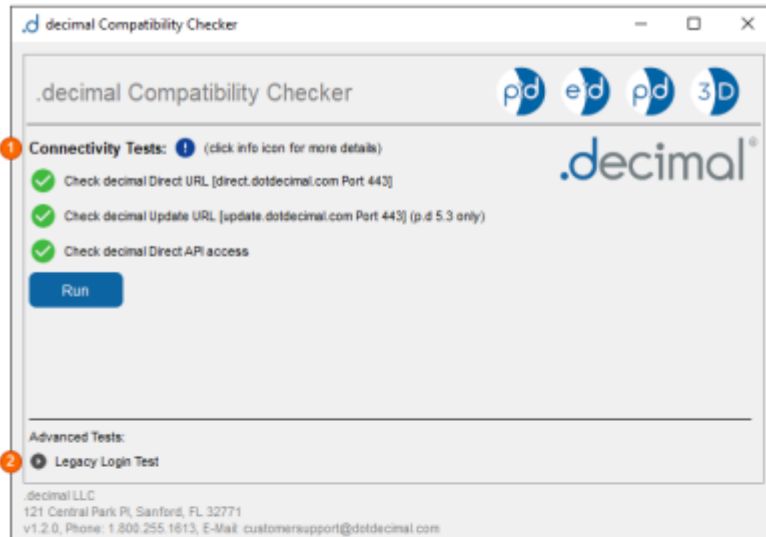 .d decimal Compatibility Checker
.decimal Compatibility Checker
p.d e.d p.d 3D
1 Connectivity Tests: (click info icon for more details)
.decimal®
Check decimal Direct URL [direct.dotdecimal.com Port 443]
Check decimal Update URL [update.dotdecimal.com Port 443] (p.d 5.3 only)
Check decimal Direct API access
Run
Advanced Tests:
2 Legacy Login Test
.decimal LLC
121 Central Park Pl, Sanford, FL 32771
v1.2.0, Phone: 1.800.255.1613, E-Mail: customersupport@dotdecimal.com